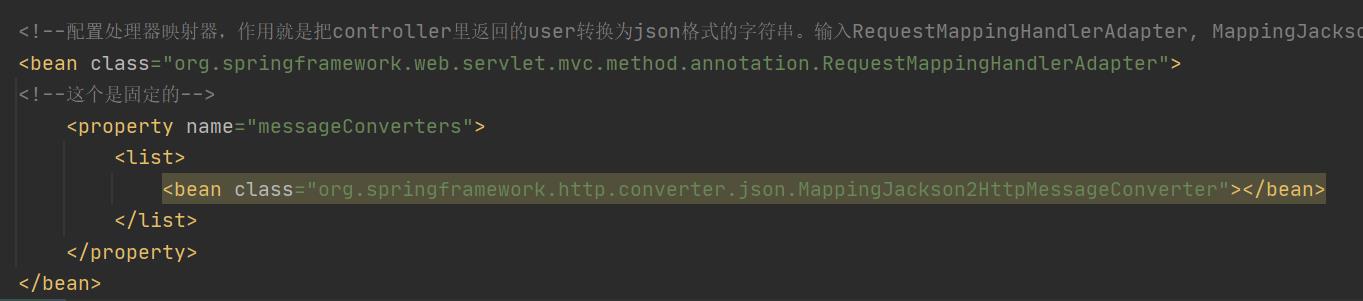 <!--配置处理器映射器，作用就是把controller里返回的user转换为json格式的字符串。输入RequestMappingHandlerAdapter, MappingJackso
<bean class="org.springframework.web.servlet.mvc.method.annotation.RequestMappingHandlerAdapter">
<!--这个是固定的-->
<property name="messageConverters">
<list>
<bean class="org.springframework.http.converter.json.MappingJackson2HttpMessageConverter"></bean>
</list>
</property>
</bean>